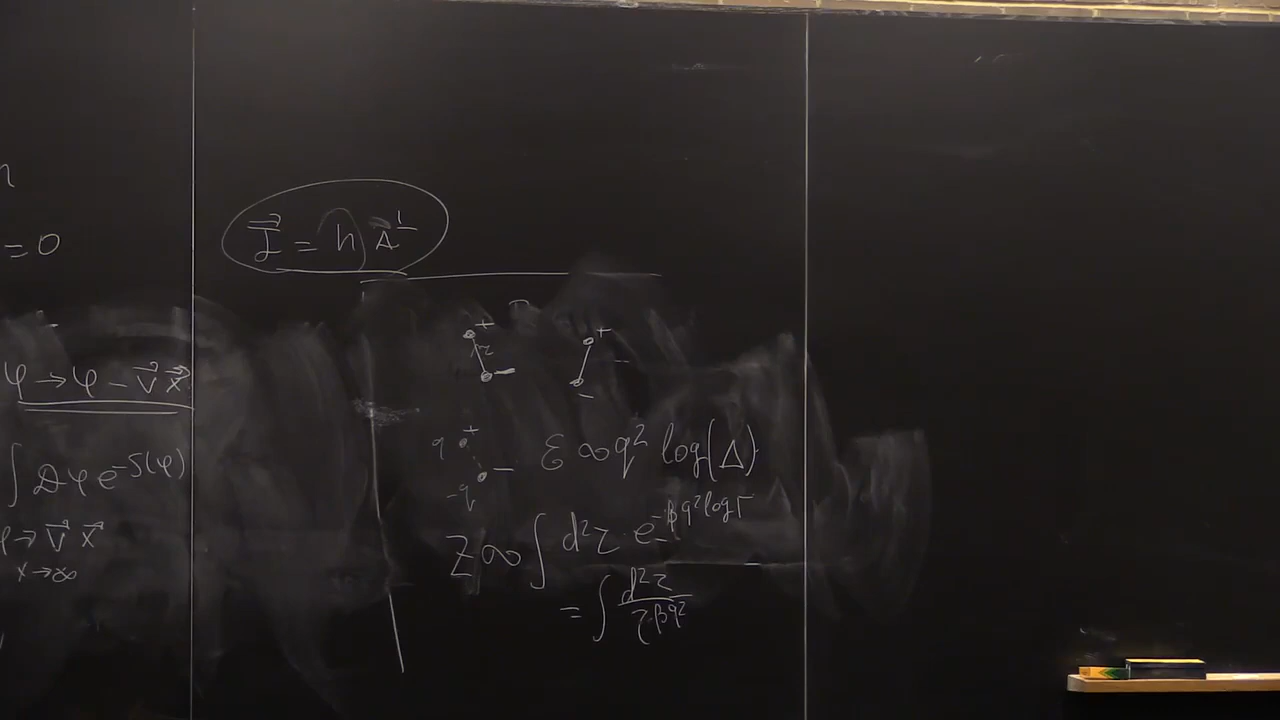 = 0
φ → φ - v⃗ x⃗
∫ Dφ e^{-S(φ)}
φ → v⃗ x⃗
x → ∞
+ +
r
- -
q +
-q -
ε ∞ q² log(Δ)
Z ∞ ∫ d²r · e^{-βq² log r}
= ∫ d²r / r^{βq²}